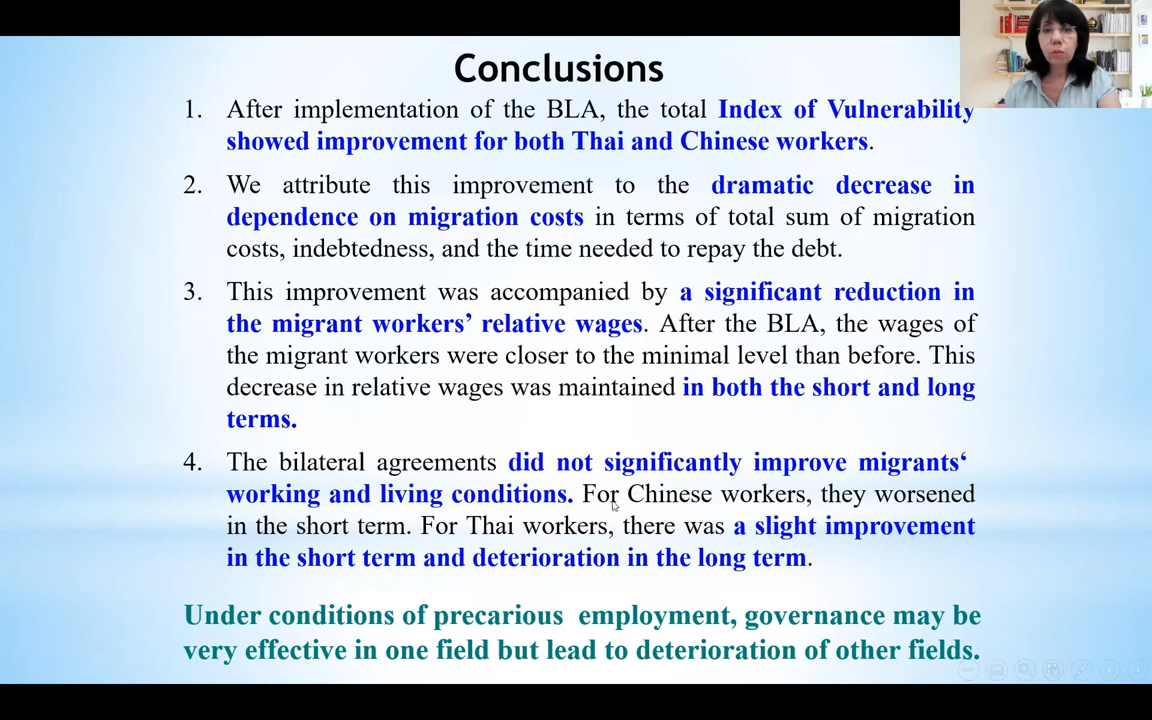 Conclusions
1. After implementation of the BLA, the total Index of Vulnerability
showed improvement for both Thai and Chinese workers.
2. We attribute this improvement to the dramatic decrease in
dependence on migration costs in terms of total sum of migration
costs, indebtedness, and the time needed to repay the debt.
3. This improvement was accompanied by a significant reduction in
the migrant workers’ relative wages. After the BLA, the wages of
the migrant workers were closer to the minimal level than before. This
decrease in relative wages was maintained in both the short and long
terms.
4. The bilateral agreements did not significantly improve migrants‘
working and living conditions. For Chinese workers, they worsened
in the short term. For Thai workers, there was a slight improvement
in the short term and deterioration in the long term.
Under conditions of precarious employment, governance may be
very effective in one field but lead to deterioration of other fields.